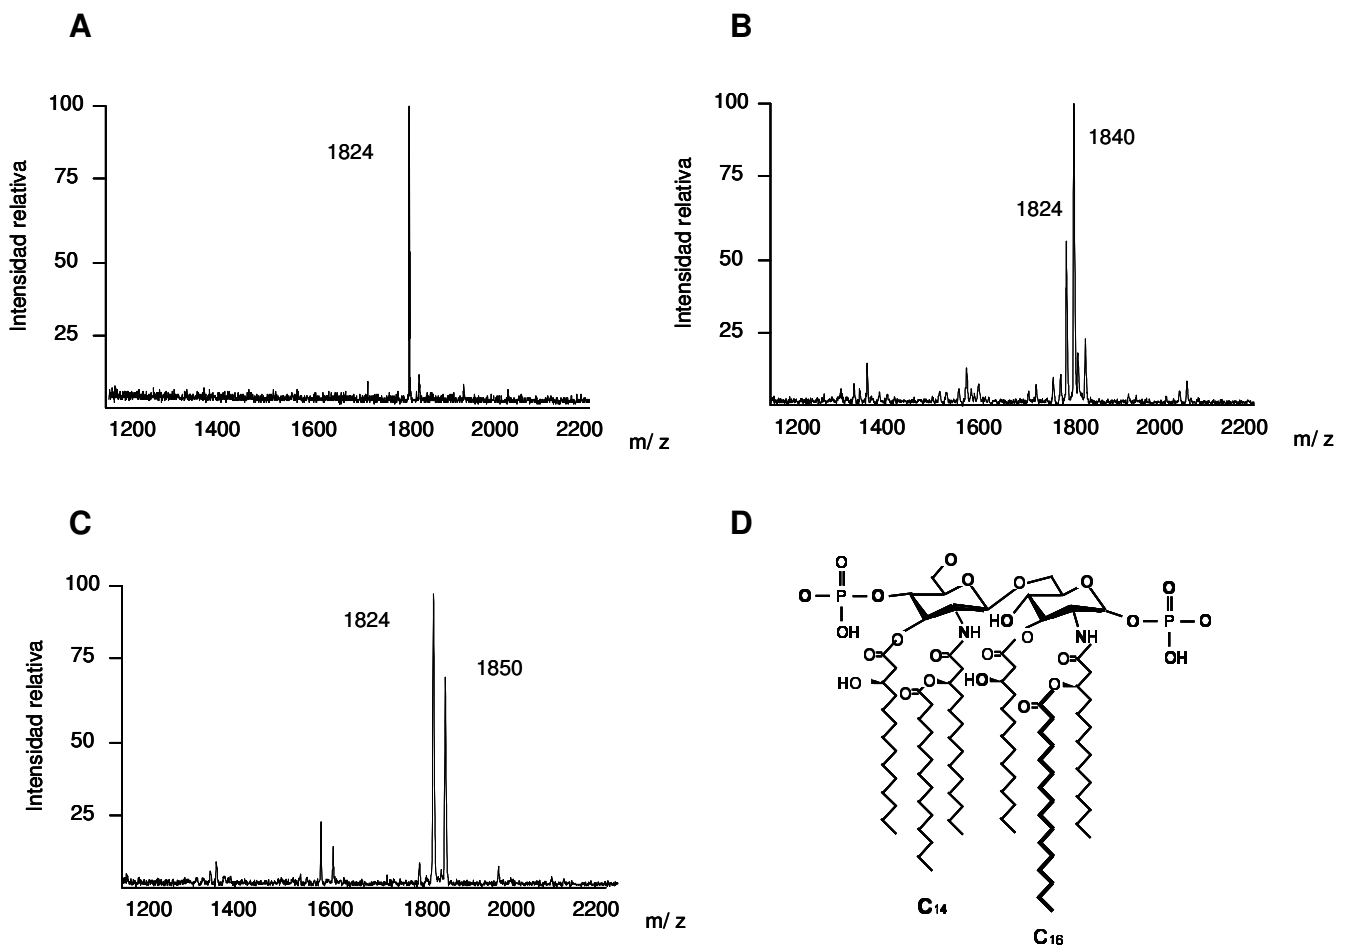 A
100
75
50
25
Intensidad relativa
1824
1200 1400 1600 1800 2000 2200
m/ z
B
100
75
50
25
Intensidad relativa
1840
1824
1200 1400 1600 1800 2000 2200
m/ z
C
100
75
50
25
Intensidad relativa
1824
1850
1200 1400 1600 1800 2000 2200
m/ z
D
O O
O O O O
O P O O P O
HO O
OH O NH O NH OH
O O O O
HO O HO O
O O
C14
C16